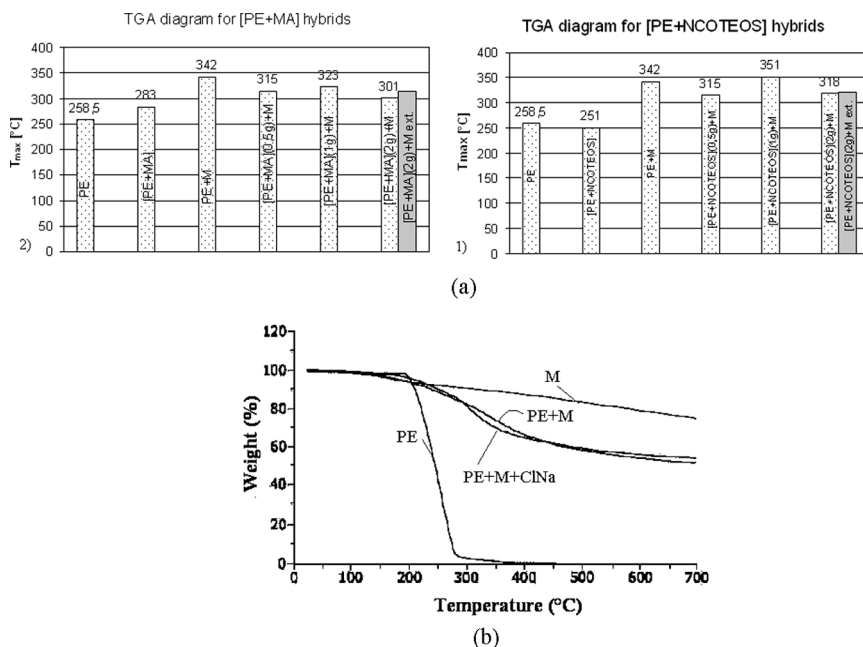 TGA diagram for [PE+MA] hybrids
Tmax [°C]
400
350
300
250
200
150
100
50
0
258,5
283
342
315
323
301
PE
[PE+MA]
PE+M
[PE+MA](0,5g)+M
[PE+MA](1g)+M
[PE+MA](2g)+M
[PE+MA](2g)+M ext.
2)
TGA diagram for [PE+NCOTEOS] hybrids
Tmax [°C]
400
350
300
250
200
150
100
50
0
258,5
251
342
315
351
318
PE
[PE+NCOTEOS]
PE+M
[PE+NCOTEOS](0,5g)+M
[PE+NCOTEOS](1g)+M
[PE+NCOTEOS](2g)+M
[PE+NCOTEOS](2g)+M ext.
1)
(a)
Weight (%)
120
100
80
60
40
20
0
M
PE+M
PE
PE+M+ClNa
0 100 200 300 400 500 600 700
Temperature (°C)
(b)